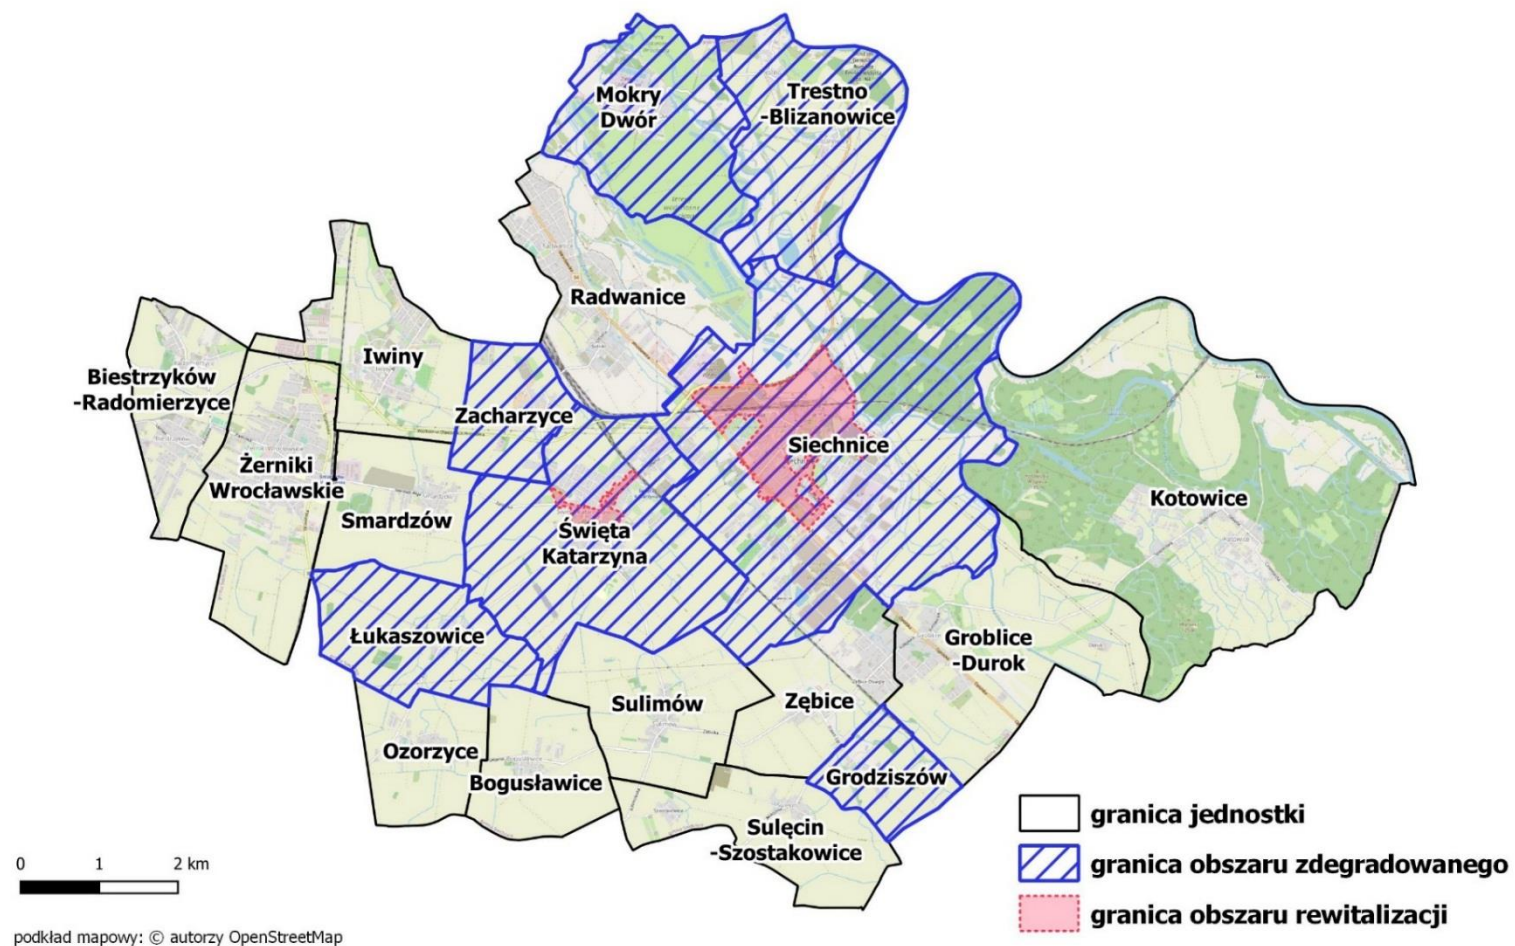 Mokry
Dwór
Trestno
-Blizanowice
Radwanice
Iwiny
Biestrzyków
-Radomierzyce
Zacharzyce
Siechnice
Żerniki
Wrocławskie
Kotowice
Smardzów
Święta
Katarzyna
Łukaszowice
Groblice
-Durok
Sulimów
Zębice
Ozorzyce
Bogusławice
Grodziszów
Sulęcin
-Szostakowice
granica jednostki
granica obszaru zdegradowanego
granica obszaru rewitalizacji
0 1 2 km
podkład mapowy: © autorzy OpenStreetMap